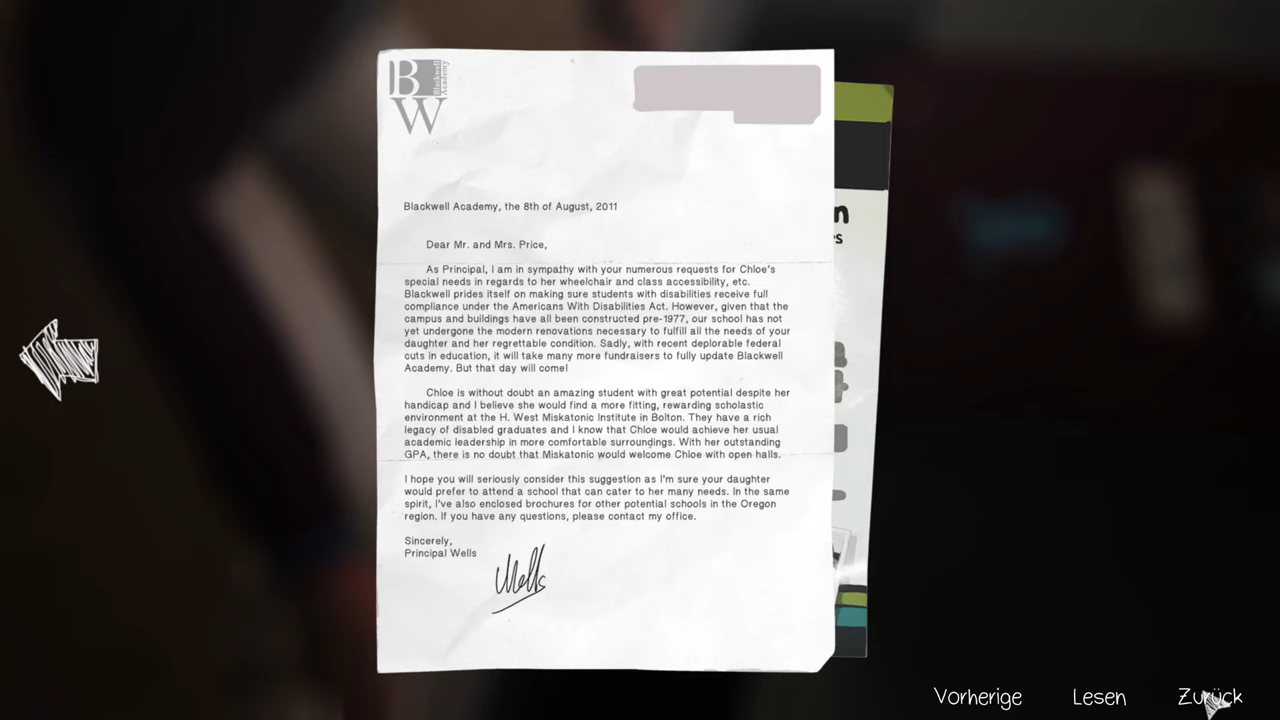 B
Blackwell
Academy
W
Blackwell Academy, the 8th of August, 2011
Dear Mr. and Mrs. Price,
As Principal, I am in sympathy with your numerous requests for Chloe's
special needs in regards to her wheelchair and class accessibility, etc.
Blackwell prides itself on making sure students with disabilities receive full
compliance under the Americans With Disabilities Act. However, given that the
campus and buildings have all been constructed pre-1977, our school has not
yet undergone the modern renovations necessary to fulfill all the needs of your
daughter and her regrettable condition. Sadly, with recent deplorable federal
cuts in education, it will take many more fundraisers to fully update Blackwell
Academy. But that day will come!
Chloe is without doubt an amazing student with great potential despite her
handicap and I believe she would find a more fitting, rewarding scholastic
environment at the H. West Miskatonic Institute in Bolton. They have a rich
legacy of disabled graduates and I know that Chloe would achieve her usual
academic leadership in more comfortable surroundings. With her outstanding
GPA, there is no doubt that Miskatonic would welcome Chloe with open halls.
I hope you will seriously consider this suggestion as I'm sure your daughter
would prefer to attend a school that can cater to her many needs. In the same
spirit, I've also enclosed brochures for other potential schools in the Oregon
region. If you have any questions, please contact my office.
Sincerely,
Principal Wells
Wells
n
s
Vorherige Lesen Zurück